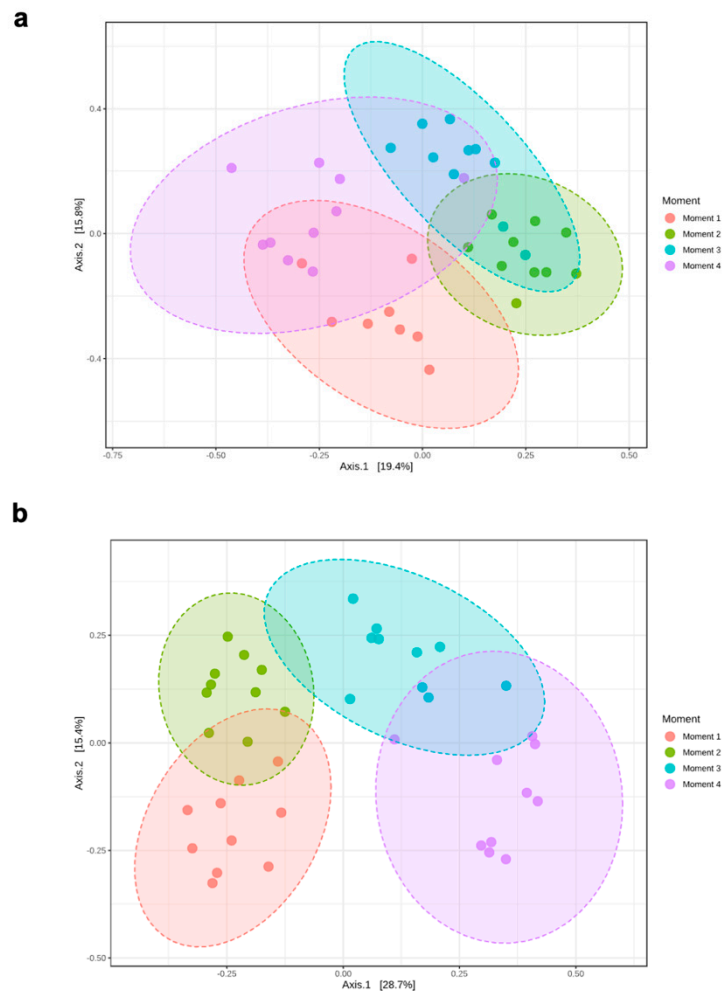 a
0.4
0.0
-0.4
Axis.2 [15.8%]
-0.75
-0.50
-0.25
0.00
0.25
0.50
Axis.1 [19.4%]
Moment
Moment 1
Moment 2
Moment 3
Moment 4
b
0.25
0.00
-0.25
-0.50
Axis.2 [15.4%]
-0.25
0.00
0.25
0.50
Axis.1 [28.7%]
Moment
Moment 1
Moment 2
Moment 3
Moment 4